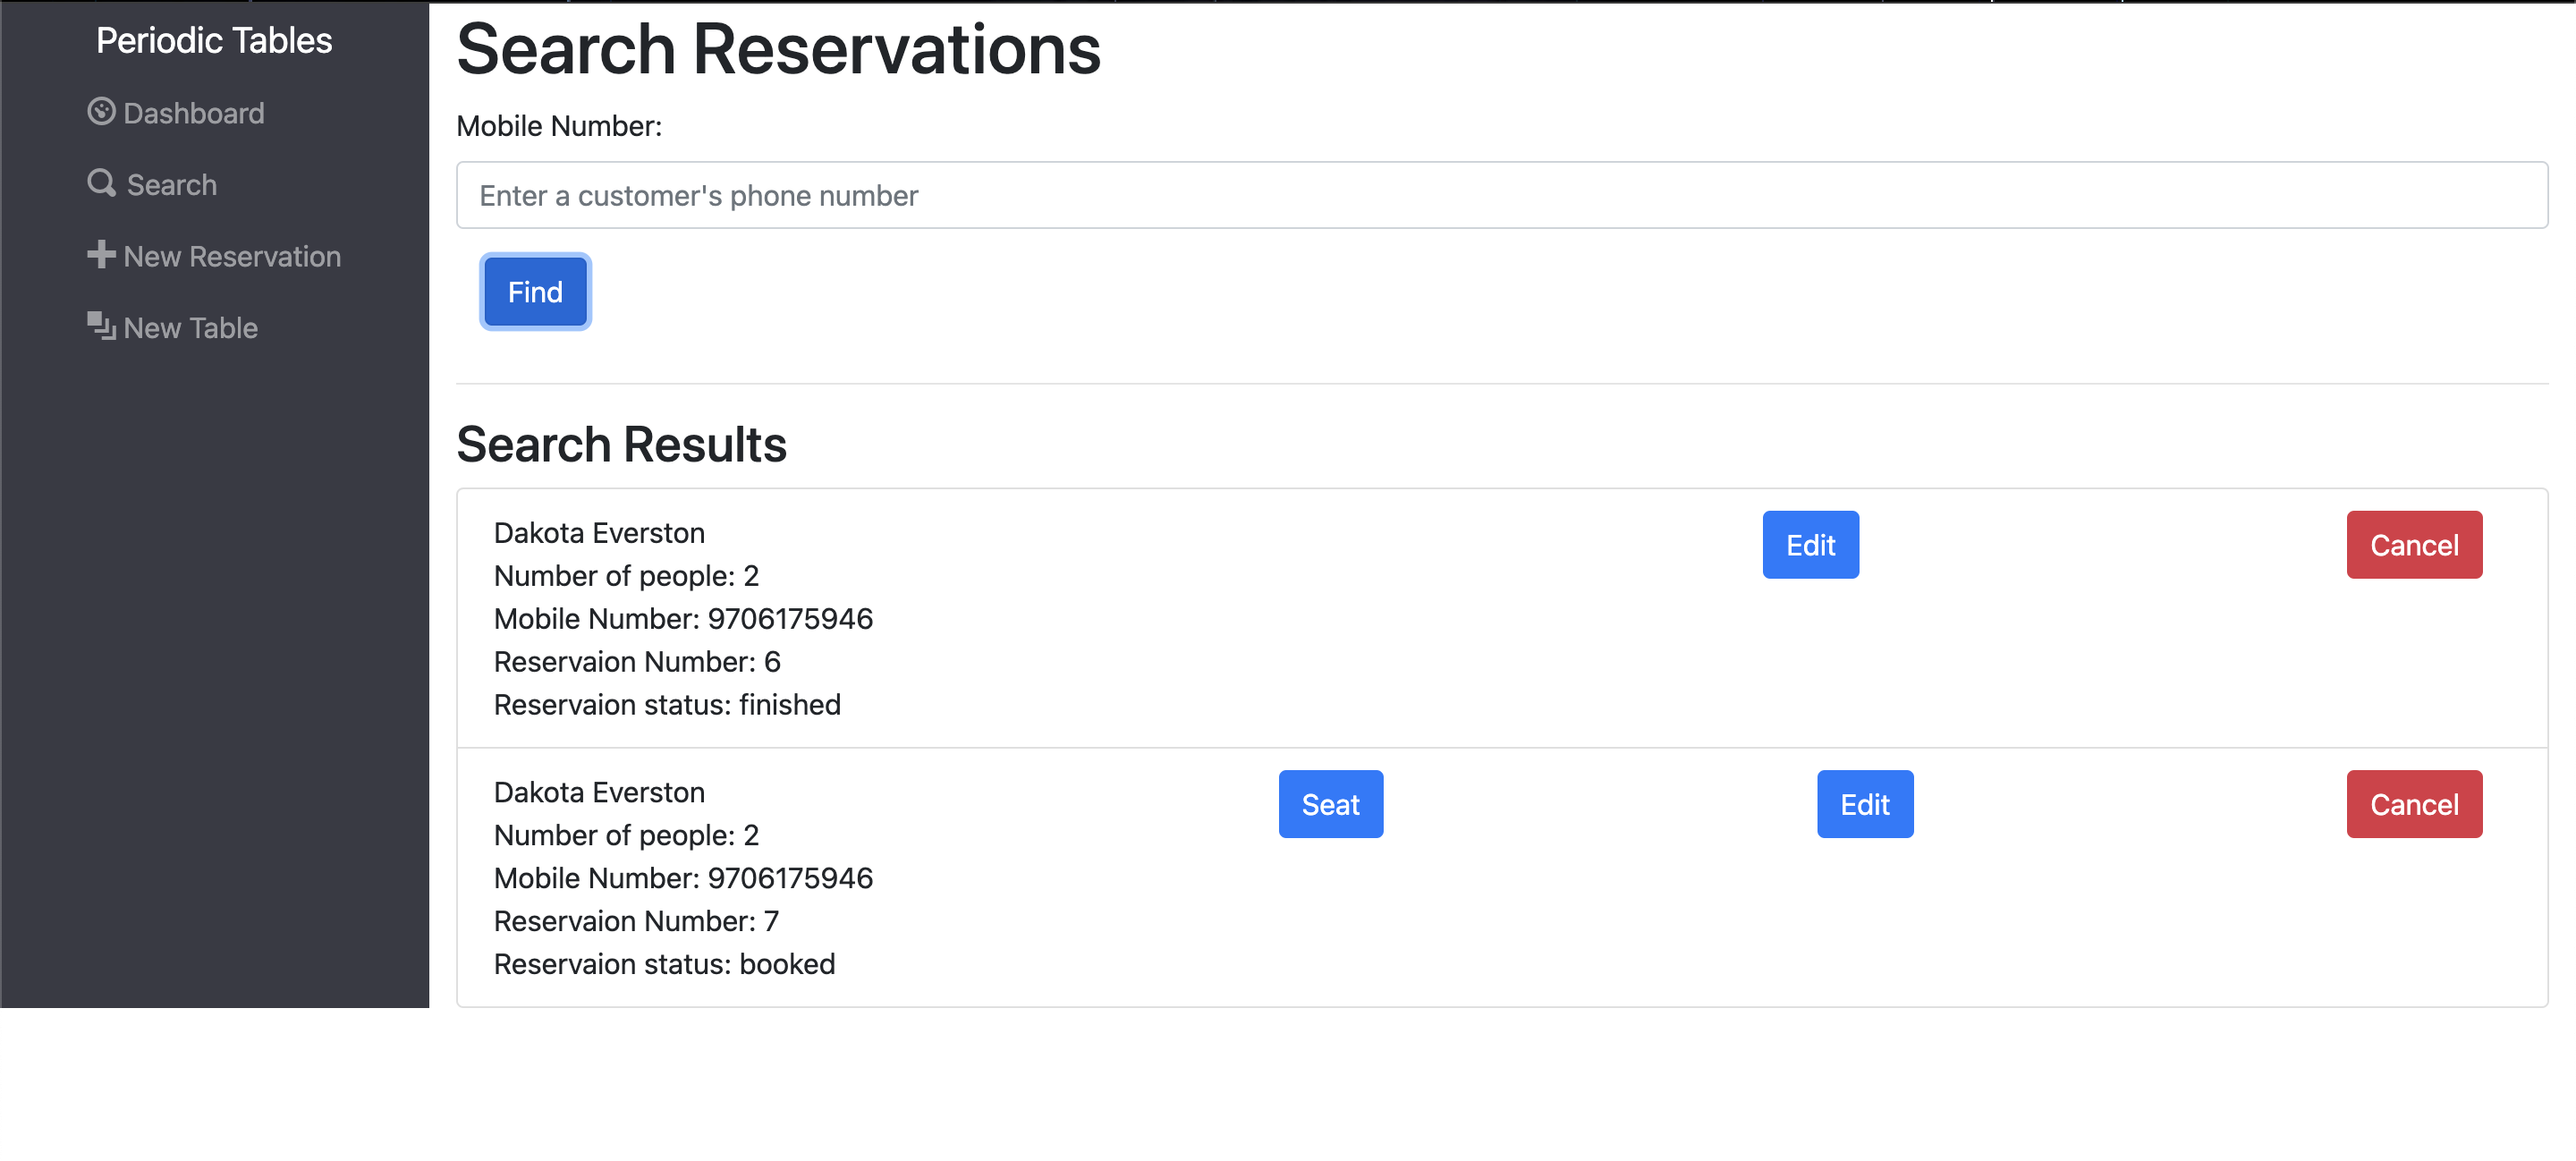 Periodic Tables
Dashboard
Search
New Reservation
New Table
Search Reservations
Mobile Number:
Enter a customer's phone number
Find
Search Results
Dakota Everston
Number of people: 2
Mobile Number: 9706175946
Reservaion Number: 6
Reservaion status: finished
Edit
Cancel
Dakota Everston
Number of people: 2
Mobile Number: 9706175946
Reservaion Number: 7
Reservaion status: booked
Seat
Edit
Cancel